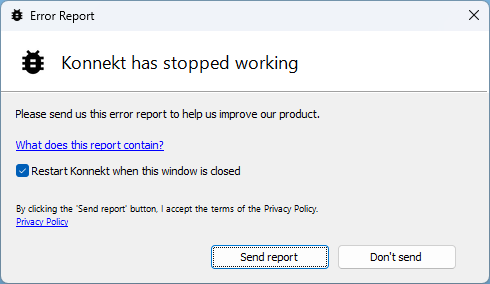 Error Report
Konnekt has stopped working
Please send us this error report to help us improve our product.
What does this report contain?
Restart Konnekt when this window is closed
By clicking the 'Send report' button, I accept the terms of the Privacy Policy.
Privacy Policy
Send report
Don't send